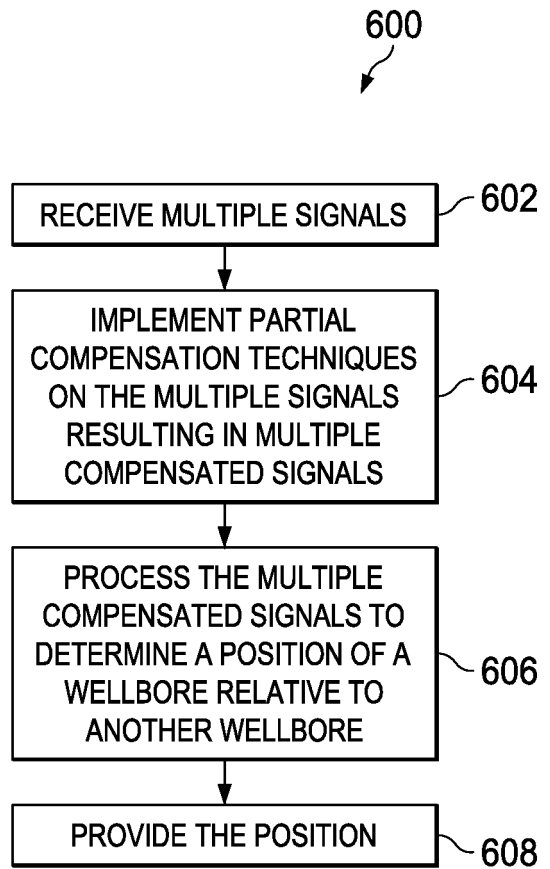 600
RECEIVE MULTIPLE SIGNALS
602
IMPLEMENT PARTIAL
COMPENSATION TECHNIQUES
ON THE MULTIPLE SIGNALS
RESULTING IN MULTIPLE
COMPENSATED SIGNALS
604
PROCESS THE MULTIPLE
COMPENSATED SIGNALS TO
DETERMINE A POSITION OF A
WELLBORE RELATIVE TO
ANOTHER WELLBORE
606
PROVIDE THE POSITION
608